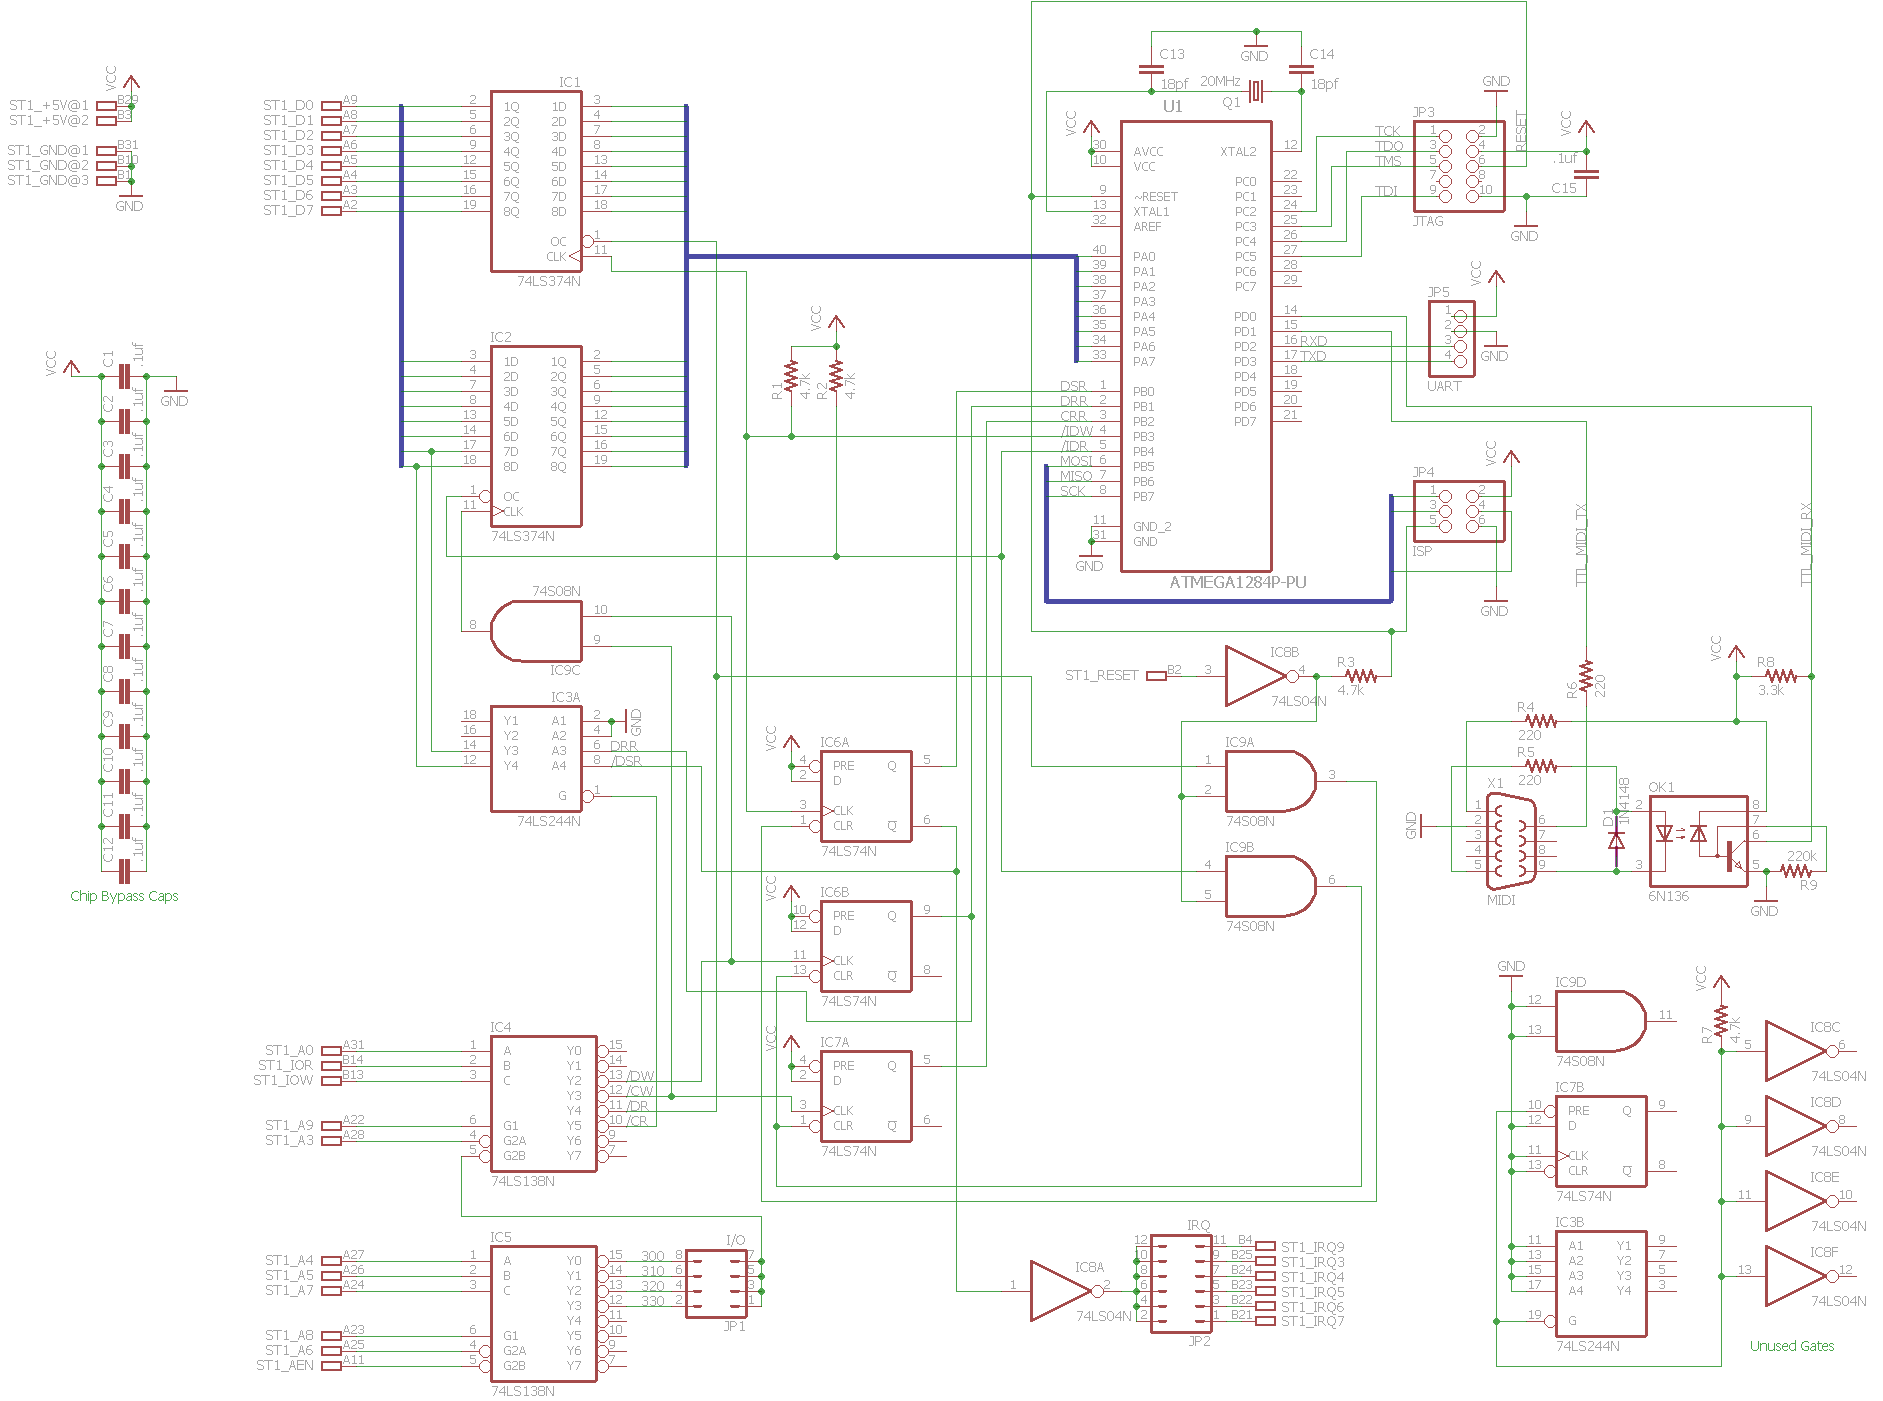 VCC
ST1_+5V@1 B29
ST1_+5V@2 B3
ST1_GND@1 B31
ST1_GND@2 B10
ST1_GND@3 B1
GND
ST1_D0 A9
ST1_D1 A8
ST1_D2 A7
ST1_D3 A6
ST1_D4 A5
ST1_D5 A4
ST1_D6 A3
ST1_D7 A2
IC1
2 1Q 1D 3
5 2Q 2D 4
6 3Q 3D 7
9 4Q 4D 8
12 5Q 5D 13
15 6Q 6D 14
16 7Q 7D 17
19 8Q 8D 18
OC 1
CLK 11
74LS374N
IC2
3 1D 1Q 2
4 2D 2Q 5
7 3D 3Q 6
8 4D 4Q 9
13 5D 5Q 12
14 6D 6Q 15
17 7D 7Q 16
18 8D 8Q 19
1 OC
11 CLK
74LS374N
VCC
GND
C1 .1uf
C2 .1uf
C3 .1uf
C4 .1uf
C5 .1uf
C6 .1uf
C7 .1uf
C8 .1uf
C9 .1uf
C10 .1uf
C11 .1uf
C12 .1uf
Chip Bypass Caps
74S08N
8 10
9
IC9C
IC3A
18 Y1 A1 2 GND
16 Y2 A2 4
14 Y3 A3 6 DRR
12 Y4 A4 8 /DSR
G 1
74LS244N
VCC
R1 4.7k
R2 4.7k
C13 18pf
GND
C14 18pf
20MHz
Q1
U1
VCC
30 AVCC XTAL2 12
10 VCC
PC0 22
9 ~RESET PC1 23
13 XTAL1 PC2 24
32 AREF PC3 25
PC4 26
40 PA0 PC5 27
39 PA1 PC6 28
38 PA2 PC7 29
37 PA3
36 PA4 PD0 14
35 PA5 PD1 15
34 PA6 PD2 16 RXD
33 PA7 PD3 17 TXD
PD4 18
DSR 1 PB0 PD5 19
DRR 2 PB1 PD6 20
CRR 3 PB2 PD7 21
/IDW 4 PB3
/IDR 5 PB4
MOSI 6 PB5
MISO 7 PB6
SCK 8 PB7
11 GND_2
31 GND
GND
ATMEGA1284P-PU
GND
RESET
VCC
JP3
TCK 1 2
TDO 3 4
TMS 5 6
7 8
TDI 9 10
JTAG
.1uf
C15
GND
VCC
JP5
1
2
3
4
GND
UART
VCC
JP4
1 2
3 4
5 6
ISP
GND
TTL_MIDI_TX
TTL_MIDI_RX
ST1_RESET B2 3 IC8B 4
74LS04N
R3
4.7k
R6 220
VCC
R8
3.3k
R4
220
R5
220
X1
1
2 6
3 7
4 8
5 9
GND
MIDI
D1 1N4148
OK1
2 8
7
6
3 5
6N136
220k
R9
GND
VCC
IC6A
4 PRE Q 5
2 D
3 CLK
1 CLR Q 6
74LS74N
VCC
IC6B
10 PRE Q 9
12 D
11 CLK
13 CLR Q 8
74LS74N
VCC
IC7A
4 PRE Q 5
2 D
3 CLK
1 CLR Q 6
74LS74N
IC9A
1
3
2
74S08N
IC9B
4
6
5
74S08N
IC4
ST1_A0 A31 1 A Y0 15
ST1_IOR B14 2 B Y1 14
ST1_IOW B13 3 C Y2 13 /DW
Y3 12 /CW
Y4 11 /DR
ST1_A9 A22 6 G1 Y5 10 /CR
ST1_A3 A28 4 G2A Y6 9
5 G2B Y7 7
74LS138N
IC5
ST1_A4 A27 1 A Y0 15 300 8 7
ST1_A5 A26 2 B Y1 14 310 6 5
ST1_A7 A24 3 C Y2 13 320 4 3
Y3 12 330 2 1
Y4 11
ST1_A8 A23 6 G1 Y5 10
ST1_A6 A25 4 G2A Y6 9
ST1_AEN A11 5 G2B Y7 7
74LS138N
I/O
JP1
1 IC8A 2
74LS04N
IRQ
12 11 B4 ST1_IRQ9
10 9 B25 ST1_IRQ3
8 7 B24 ST1_IRQ4
6 5 B23 ST1_IRQ5
4 3 B22 ST1_IRQ6
2 1 B21 ST1_IRQ7
JP2
GND
IC9D
12
11
13
74S08N
IC7B
10 PRE Q 9
12 D
11 CLK
13 CLR Q 8
74LS74N
IC3B
11 A1 Y1 9
13 A2 Y2 7
15 A3 Y3 5
17 A4 Y4 3
19 G
74LS244N
VCC
R7 4.7k
5 IC8C 6
74LS04N
9 IC8D 8
74LS04N
11 IC8E 10
74LS04N
13 IC8F 12
74LS04N
Unused Gates